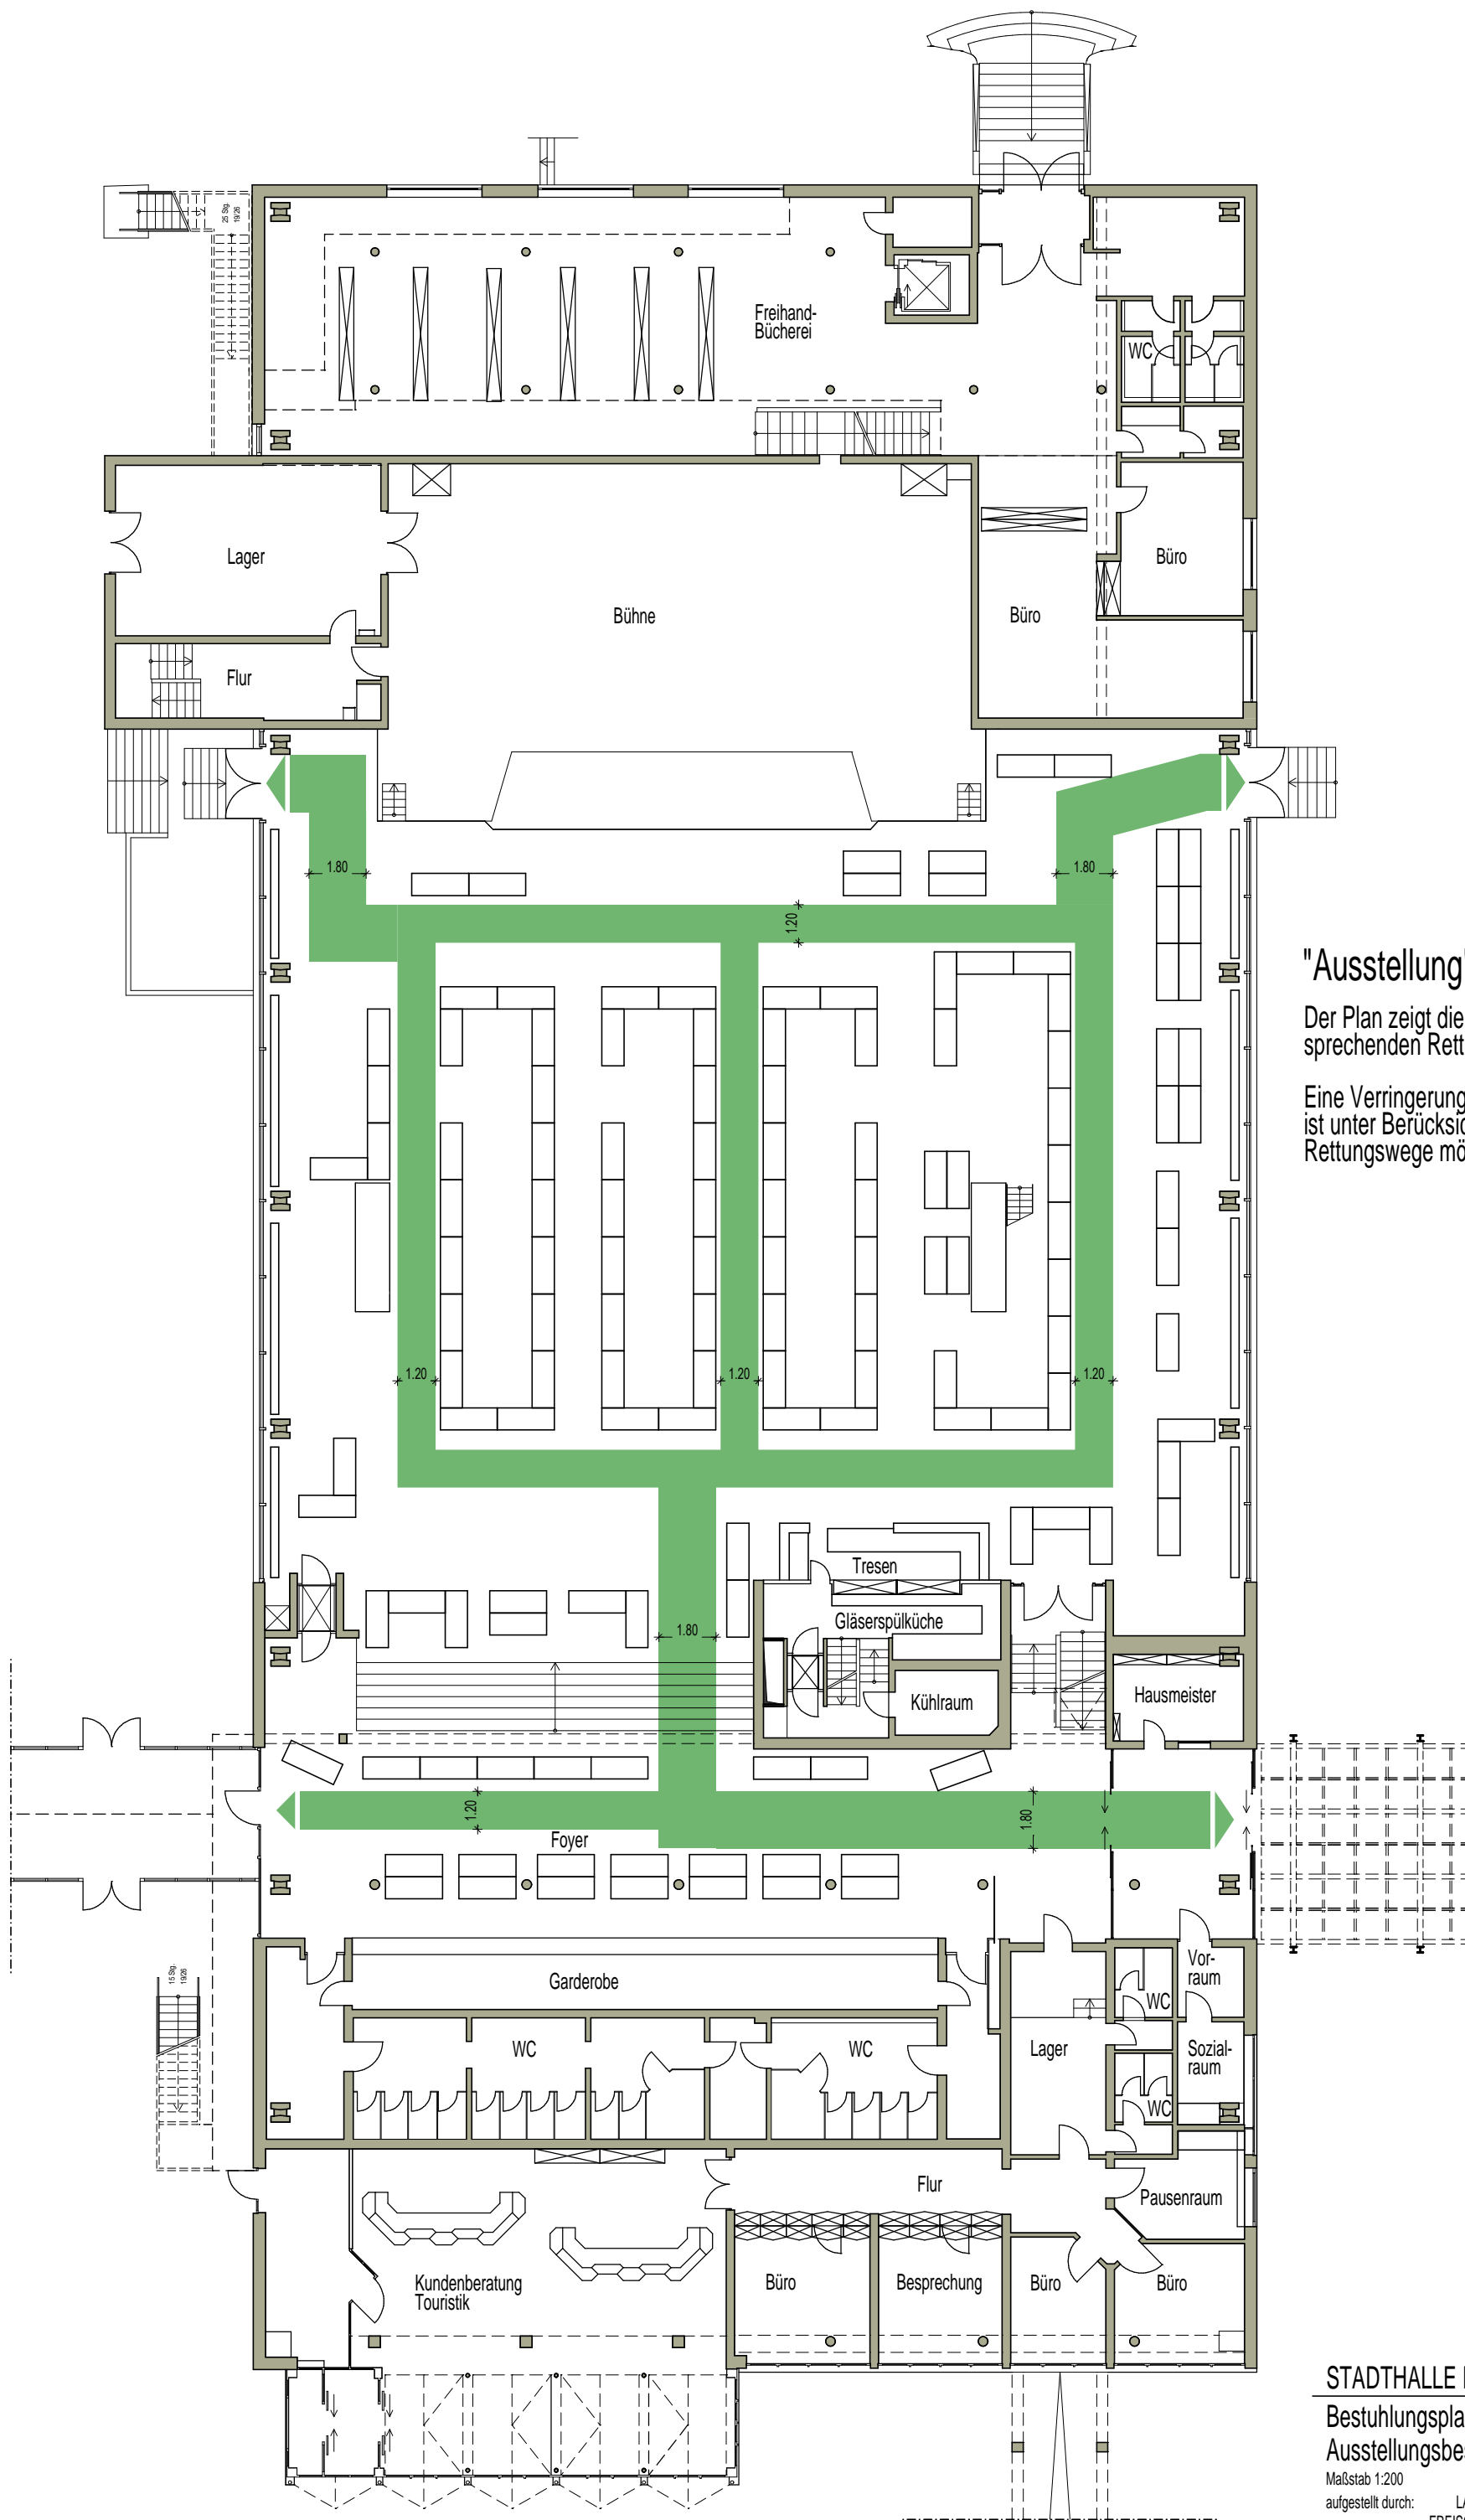 25 Stg.
19/26
Freihand-
Bücherei
WC
Lager
Bühne
Büro
Büro
Flur
1.80
1.80
1.20
"Ausstellung"
Der Plan zeigt die
sprechenden Rett
Eine Verringerung
ist unter Berücksic
Rettungswege mö
1.20
1.20
1.20
Tresen
Gläserspülküche
1.80
Kühlraum
Hausmeister
1.20
1.80
Foyer
15 Stg.
19/26
Garderobe
Vor-
raum
WC
WC
WC
Lager
Sozial-
raum
WC
Flur
Pausenraum
Kundenberatung
Touristik
Büro
Besprechung
Büro
Büro
STADTHALLE
Bestuhlungspla
Ausstellungsbes
Maßstab 1:200
aufgestellt durch: